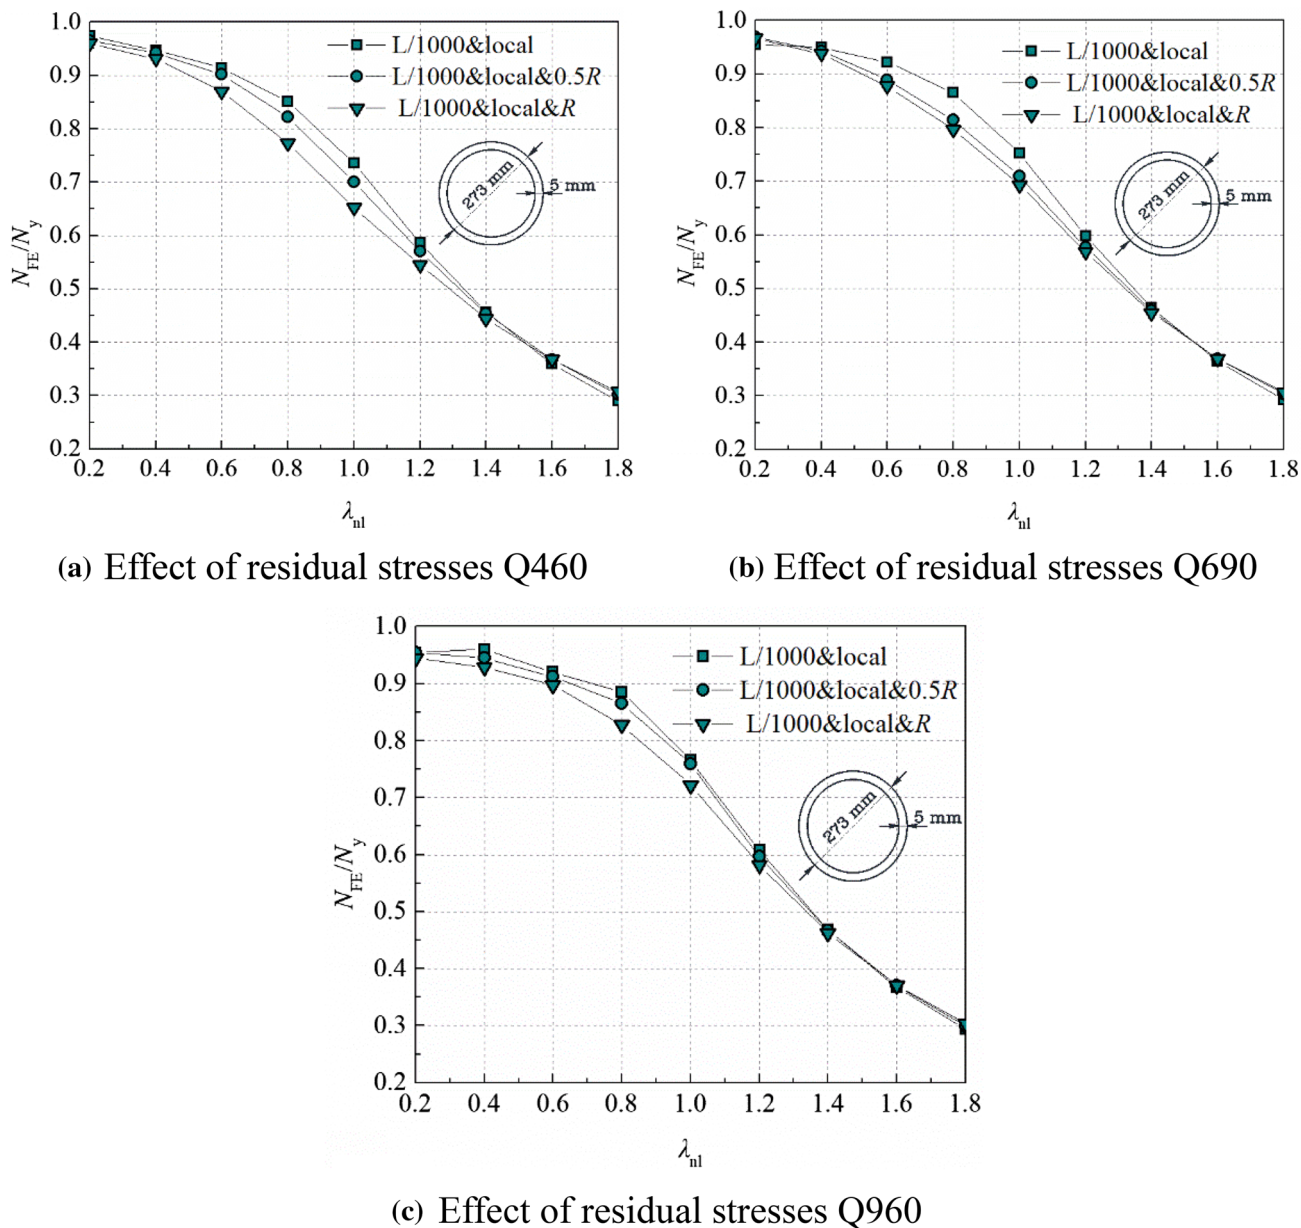 1.0
0.9
0.8
0.7
0.6
0.5
0.4
0.3
0.2
N_FE/N_y
L/1000&local
L/1000&local&0.5R
L/1000&local&R
273 mm
5 mm
0.2 0.4 0.6 0.8 1.0 1.2 1.4 1.6 1.8
λ_nl
(a) Effect of residual stresses Q460
1.0
0.9
0.8
0.7
0.6
0.5
0.4
0.3
0.2
N_FE/N_y
L/1000&local
L/1000&local&0.5R
L/1000&local&R
273 mm
5 mm
0.2 0.4 0.6 0.8 1.0 1.2 1.4 1.6 1.8
λ_nl
(b) Effect of residual stresses Q690
1.0
0.9
0.8
0.7
0.6
0.5
0.4
0.3
0.2
N_FE/N_y
L/1000&local
L/1000&local&0.5R
L/1000&local&R
273 mm
5 mm
0.2 0.4 0.6 0.8 1.0 1.2 1.4 1.6 1.8
λ_nl
(c) Effect of residual stresses Q960